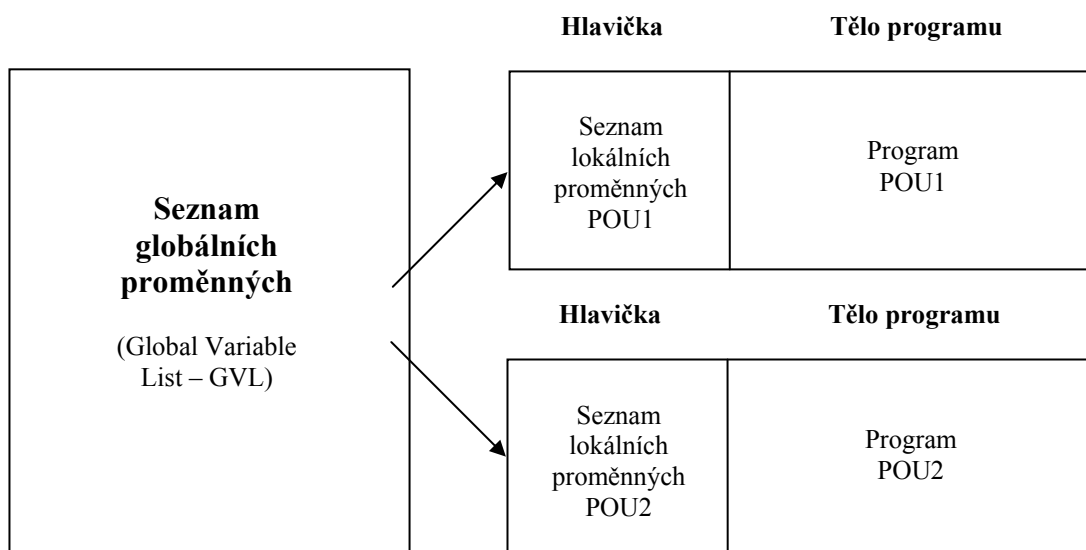 Hlavička
Tělo programu
Seznam
globálních
proměnných
(Global Variable
List – GVL)
Seznam
lokálních
proměnných
POU1
Program
POU1
Hlavička
Tělo programu
Seznam
lokálních
proměnných
POU2
Program
POU2